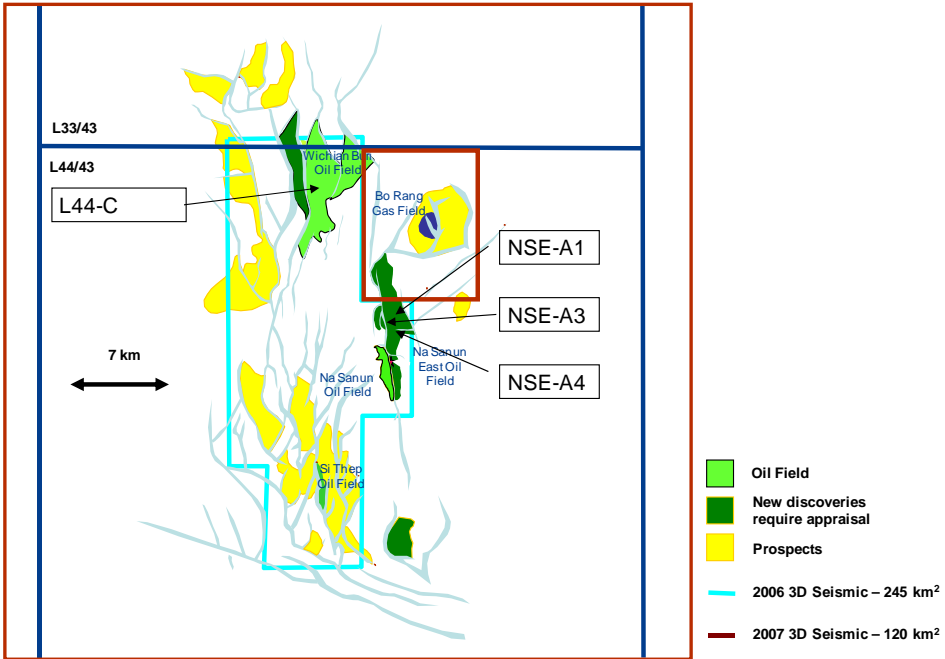 L33/43
L44/43
Wichian Buri
Oil Field
L44-C
Bo Rang
Gas Field
NSE-A1
NSE-A3
NSE-A4
7 km
Na Sanun
East Oil
Field
Na Sanun
Oil Field
Si Thep
Oil Field
Oil Field
New discoveries
require appraisal
Prospects
2006 3D Seismic – 245 km²
2007 3D Seismic – 120 km²